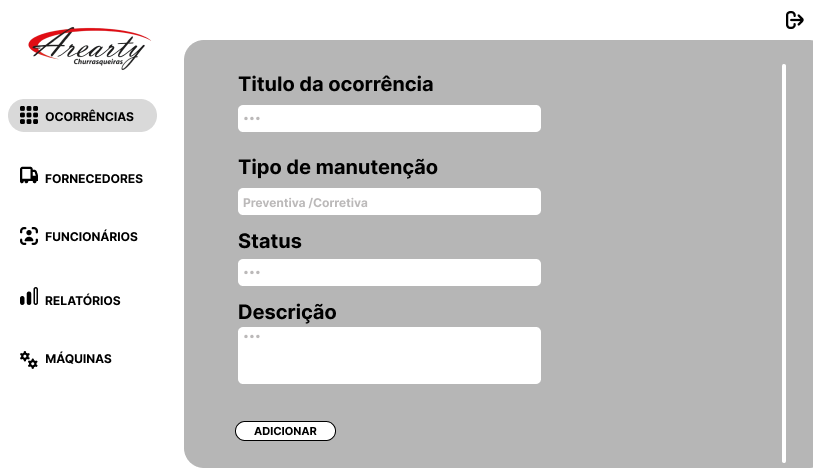 Arearty
Churrasqueiras
OCORRÊNCIAS
FORNECEDORES
FUNCIONÁRIOS
RELATÓRIOS
MÁQUINAS
Titulo da ocorrência
...
Tipo de manutenção
Preventiva /Corretiva
Status
...
Descrição
...
ADICIONAR